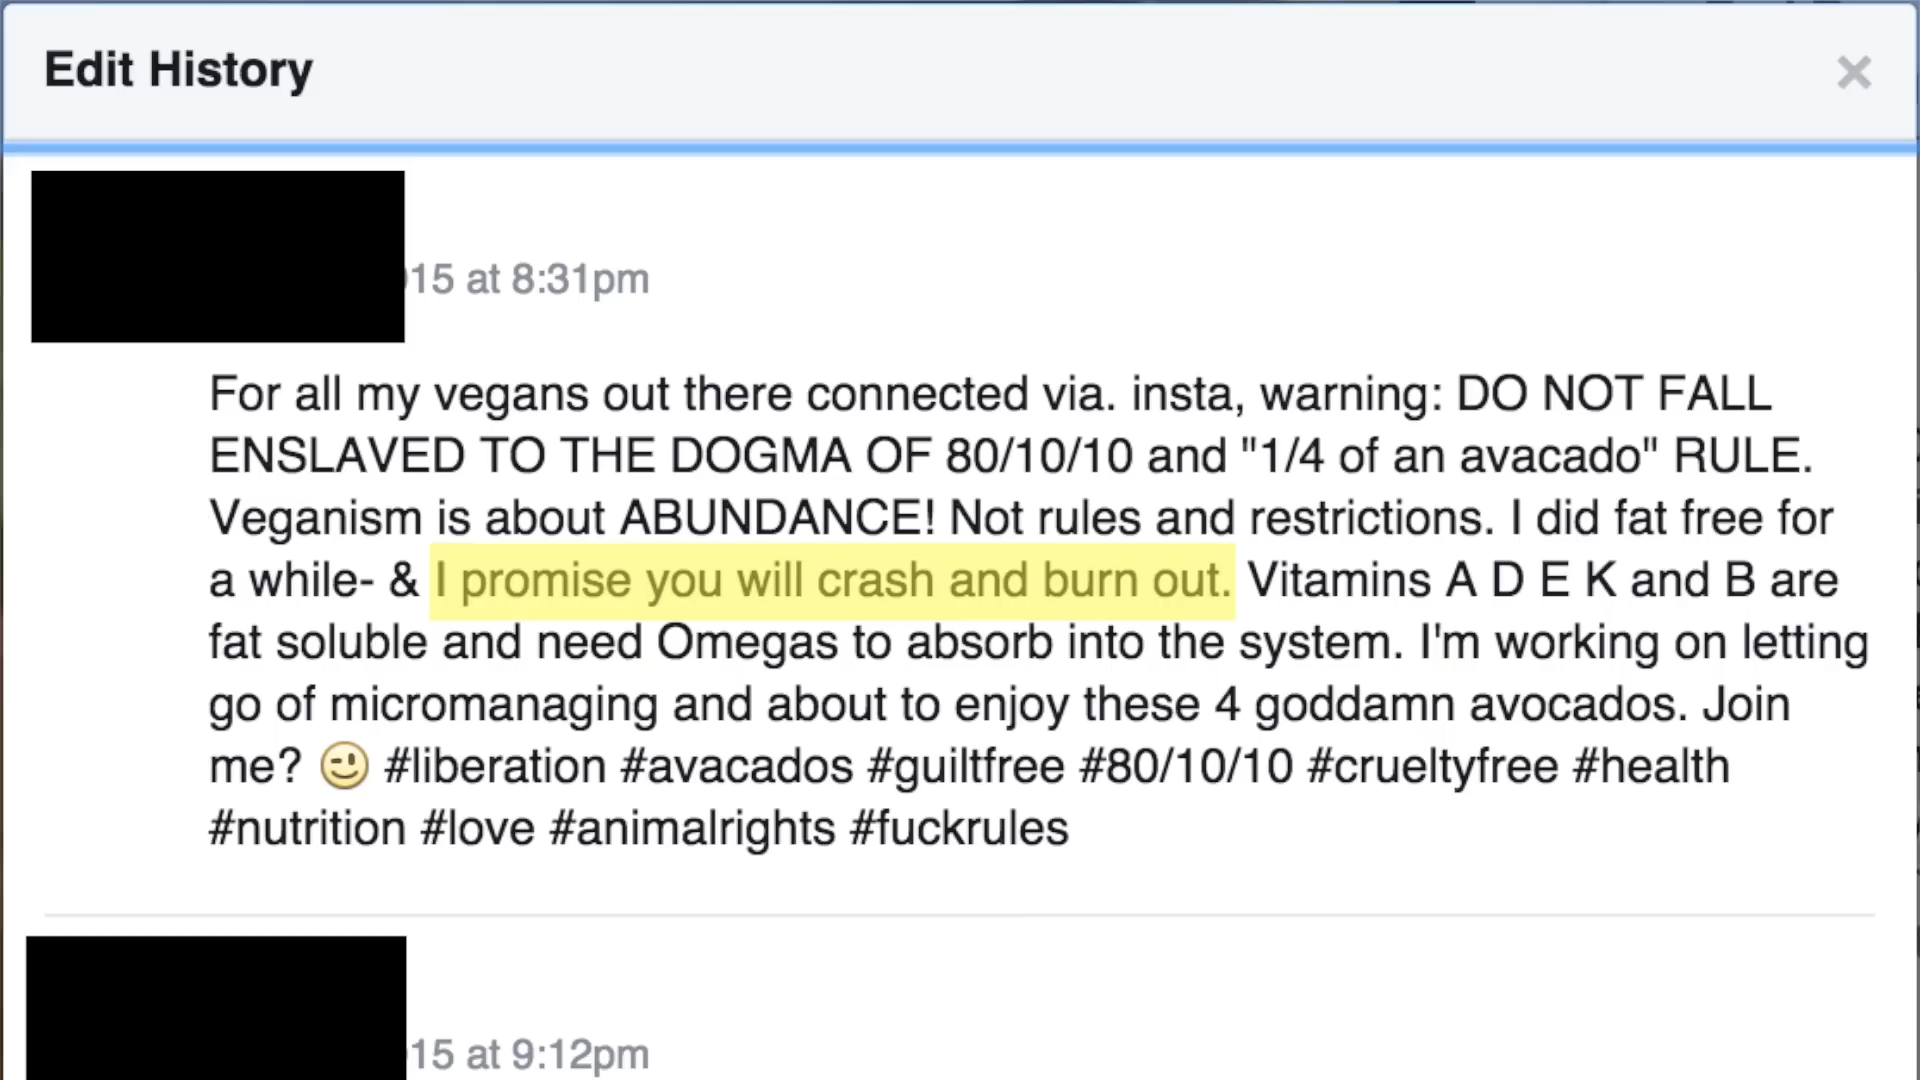 Edit History
15 at 8:31pm
For all my vegans out there connected via. insta, warning: DO NOT FALL
ENSLAVED TO THE DOGMA OF 80/10/10 and "1/4 of an avacado" RULE.
Veganism is about ABUNDANCE! Not rules and restrictions. I did fat free for
a while- & I promise you will crash and burn out. Vitamins A D E K and B are
fat soluble and need Omegas to absorb into the system. I'm working on letting
go of micromanaging and about to enjoy these 4 goddamn avocados. Join
me? 😉 #liberation #avacados #guiltfree #80/10/10 #crueltyfree #health
#nutrition #love #animalrights #fuckrules
15 at 9:12pm